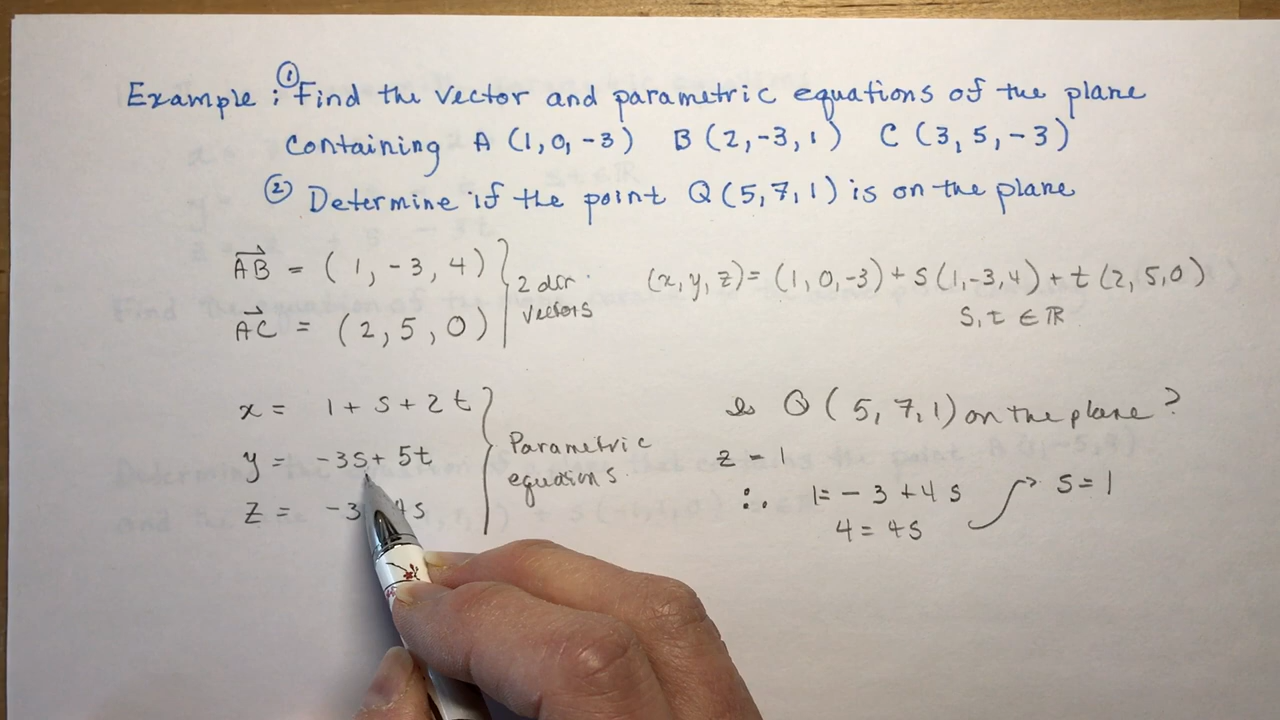 Example : ① Find the vector and parametric equations of the plane
containing A (1, 0, -3) B (2, -3, 1) C (3, 5, -3)
② Determine if the point Q (5, 7, 1) is on the plane
AB = (1, -3, 4)
AC = (2, 5, 0)
2 dir
vectors
(x, y, z) = (1, 0, -3) + s (1, -3, 4) + t (2, 5, 0)
s, t ∈ ℝ
x = 1 + s + 2t
y = -3s + 5t
z = -3 4s
Parametric
equations.
Is Q (5, 7, 1) on the plane?
z = 1
∴ 1 = -3 + 4s
4 = 4s
s = 1